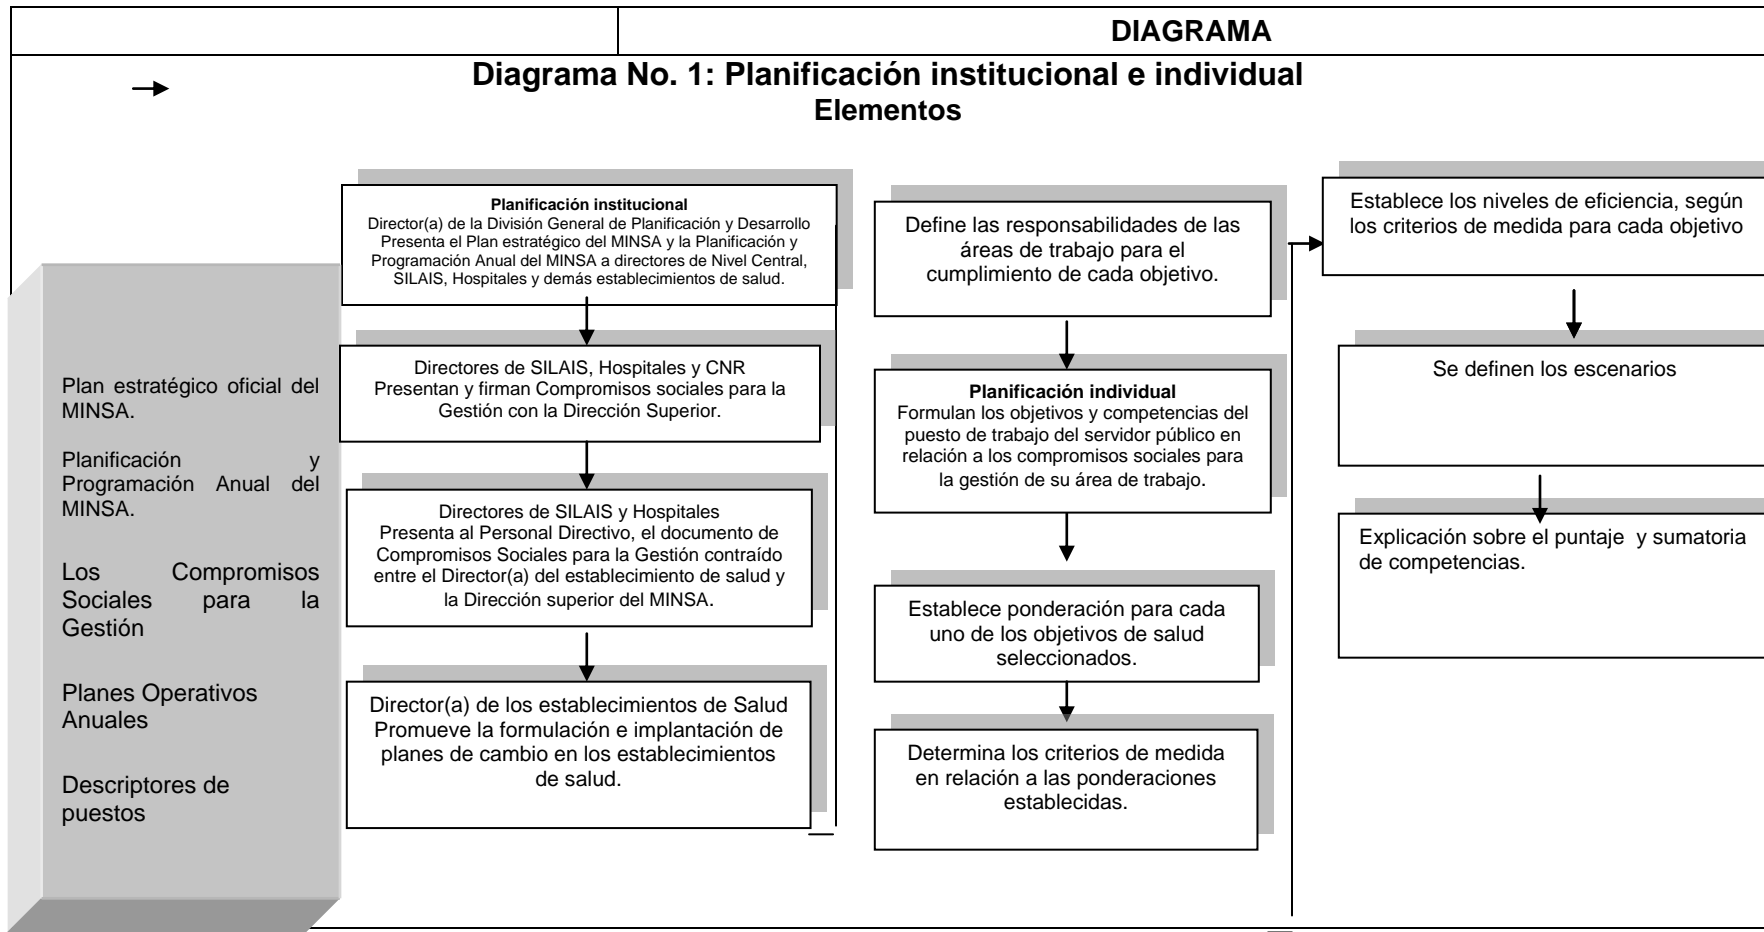 DIAGRAMA
Diagrama No. 1: Planificación institucional e individual
Elementos
Plan estratégico oficial del
MINSA.
Planificación y
Programación Anual del
MINSA.
Los Compromisos
Sociales para la
Gestión
Planes Operativos
Anuales
Descriptores de
puestos
Planificación institucional
Director(a) de la División General de Planificación y Desarrollo
Presenta el Plan estratégico del MINSA y la Planificación y
Programación Anual del MINSA a directores de Nivel Central,
SILAIS, Hospitales y demás establecimientos de salud.
Directores de SILAIS, Hospitales y CNR
Presentan y firman Compromisos sociales para la
Gestión con la Dirección Superior.
Directores de SILAIS y Hospitales
Presenta al Personal Directivo, el documento de
Compromisos Sociales para la Gestión contraído
entre el Director(a) del establecimiento de salud y
la Dirección superior del MINSA.
Director(a) de los establecimientos de Salud
Promueve la formulación e implantación de
planes de cambio en los establecimientos
de salud.
Define las responsabilidades de las
áreas de trabajo para el
cumplimiento de cada objetivo.
Planificación individual
Formulan los objetivos y competencias del
puesto de trabajo del servidor público en
relación a los compromisos sociales para
la gestión de su área de trabajo.
Establece ponderación para cada
uno de los objetivos de salud
seleccionados.
Determina los criterios de medida
en relación a las ponderaciones
establecidas.
Establece los niveles de eficiencia, según
los criterios de medida para cada objetivo
Se definen los escenarios
Explicación sobre el puntaje y sumatoria
de competencias.